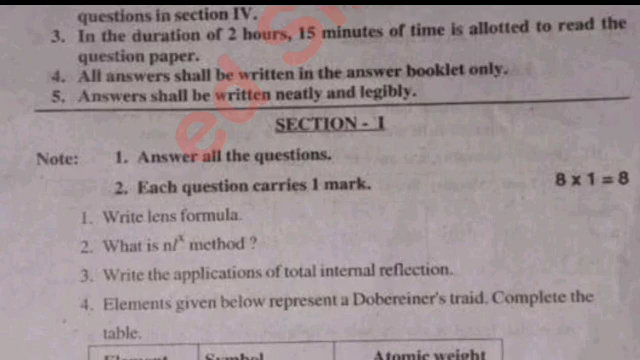 questions in section IV.
3. In the duration of 2 hours, 15 minutes of time is allotted to read the
question paper.
4. All answers shall be written in the answer booklet only.
5. Answers shall be written neatly and legibly.
SECTION - I
Note: 1. Answer all the questions.
2. Each question carries 1 mark. 8 x 1 = 8
1. Write lens formula.
2. What is nlˣ method ?
3. Write the applications of total internal reflection.
4. Elements given below represent a Dobereiner's traid. Complete the
table.
Element Symbol Atomic weight